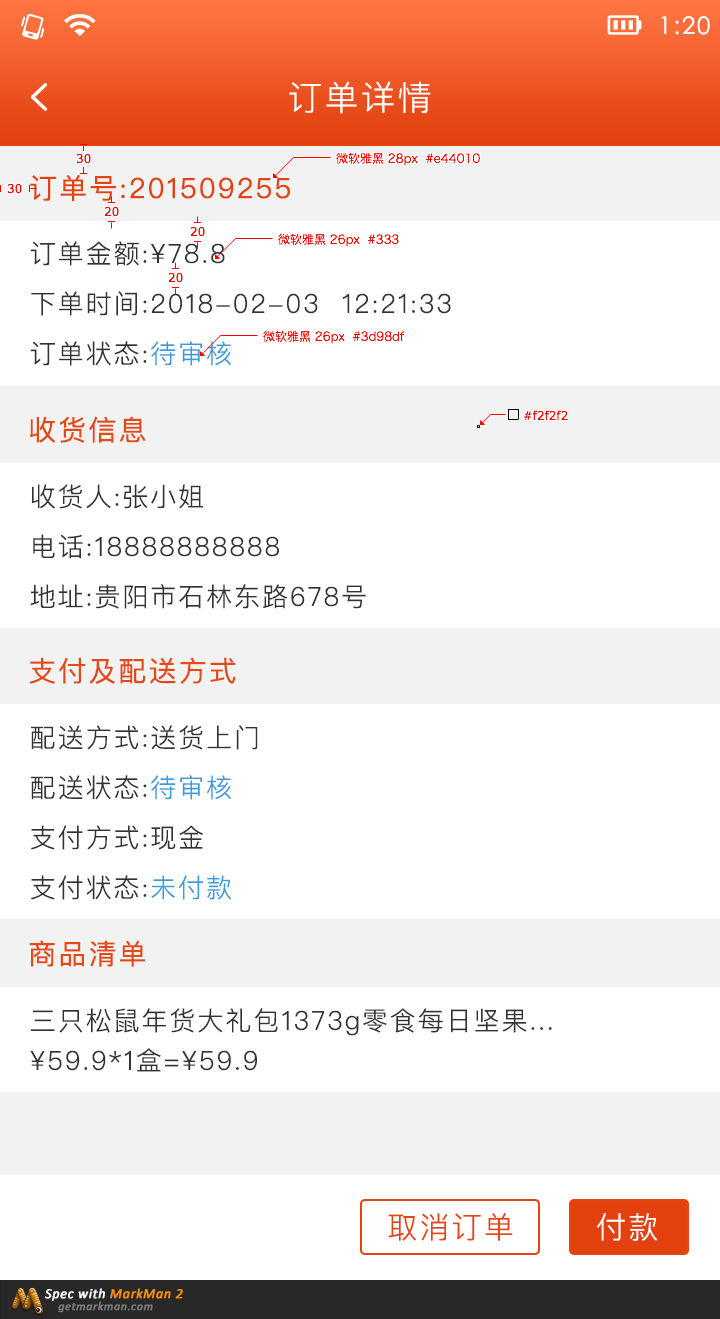 1:20
订单详情
30
微软雅黑 28px #e44010
30
订单号:201509255
20
20
微软雅黑 26px #333
订单金额:¥78.8
20
下单时间:2018-02-03 12:21:33
微软雅黑 26px #3d98df
订单状态:待审核
#f2f2f2
收货信息
收货人:张小姐
电话:18888888888
地址:贵阳市石林东路678号
支付及配送方式
配送方式:送货上门
配送状态:待审核
支付方式:现金
支付状态:未付款
商品清单
三只松鼠年货大礼包1373g零食每日坚果...
¥59.9*1盒=¥59.9
取消订单
付款
Spec with MarkMan 2
getmarkman.com